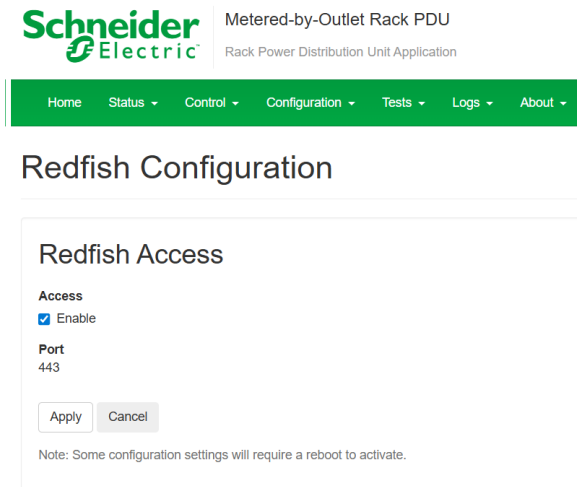 Schneider
Electric
Metered-by-Outlet Rack PDU
Rack Power Distribution Unit Application
Home Status Control Configuration Tests Logs About
Redfish Configuration
Redfish Access
Access
Enable
Port
443
Apply Cancel
Note: Some configuration settings will require a reboot to activate.